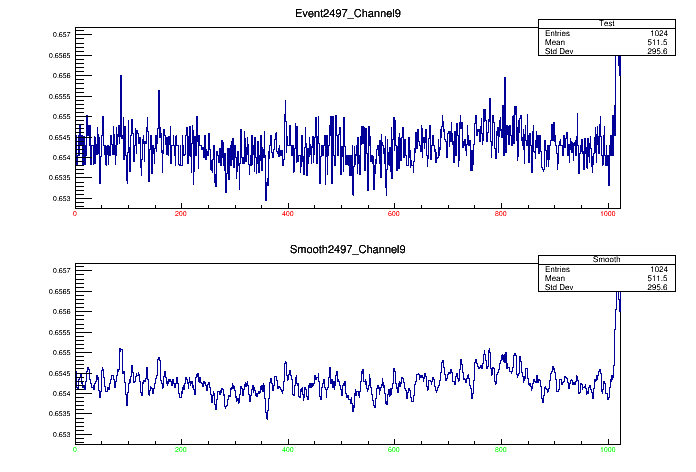 Event2497_Channel9
Test
Entries 1024
Mean 511.5
Std Dev 295.6
0.657
0.6565
0.656
0.6555
0.655
0.6545
0.654
0.6535
0.653
0 200 400 600 800 1000
Smooth2497_Channel9
Smooth
Entries 1024
Mean 511.5
Std Dev 295.6
0.657
0.6565
0.656
0.6555
0.655
0.6545
0.654
0.6535
0.653
0 200 400 600 800 1000